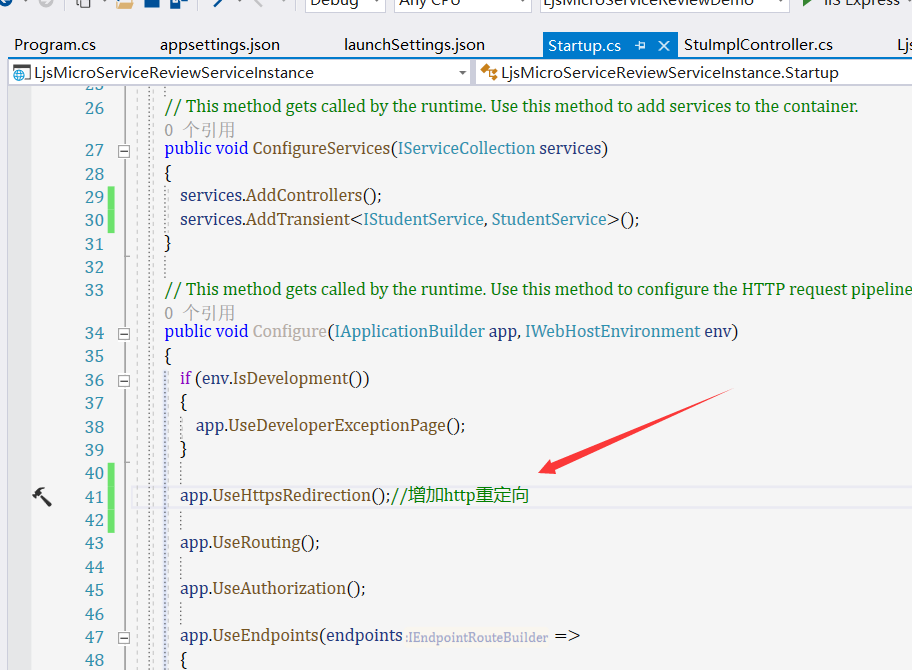 Debug Any CPU LjsMicroServiceReviewDemo IIS Express
Program.cs appsettings.json launchSettings.json Startup.cs StuImplController.cs Ljs
LjsMicroServiceReviewServiceInstance LjsMicroServiceReviewServiceInstance.Startup
25
26 // This method gets called by the runtime. Use this method to add services to the container.
0 个引用
27 public void ConfigureServices(IServiceCollection services)
28 {
29 services.AddControllers();
30 services.AddTransient<IStudentService, StudentService>();
31 }
32
33 // This method gets called by the runtime. Use this method to configure the HTTP request pipeline
0 个引用
34 public void Configure(IApplicationBuilder app, IWebHostEnvironment env)
35 {
36 if (env.IsDevelopment())
37 {
38 app.UseDeveloperExceptionPage();
39 }
40
41 app.UseHttpsRedirection();//增加http重定向
42
43 app.UseRouting();
44
45 app.UseAuthorization();
46
47 app.UseEndpoints(endpoints :IEndpointRouteBuilder =>
48 {